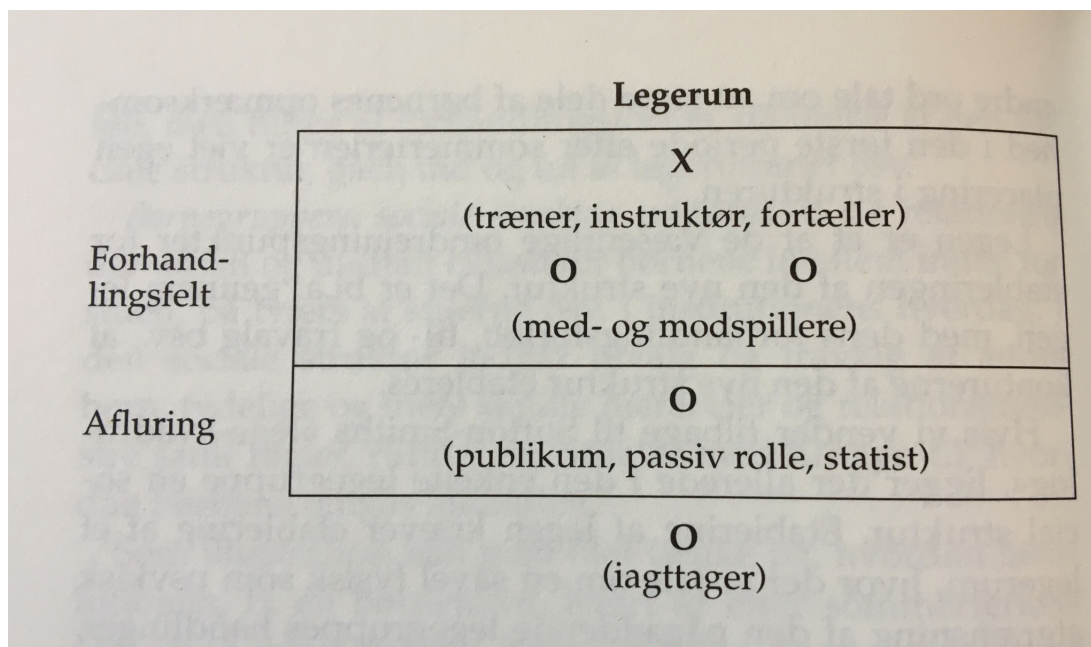 Legerum
X
(træner, instruktør, fortæller)
Forhand-
lingsfelt
O O
(med- og modspillere)
O
Afluring
(publikum, passiv rolle, statist)
O
(iagttager)